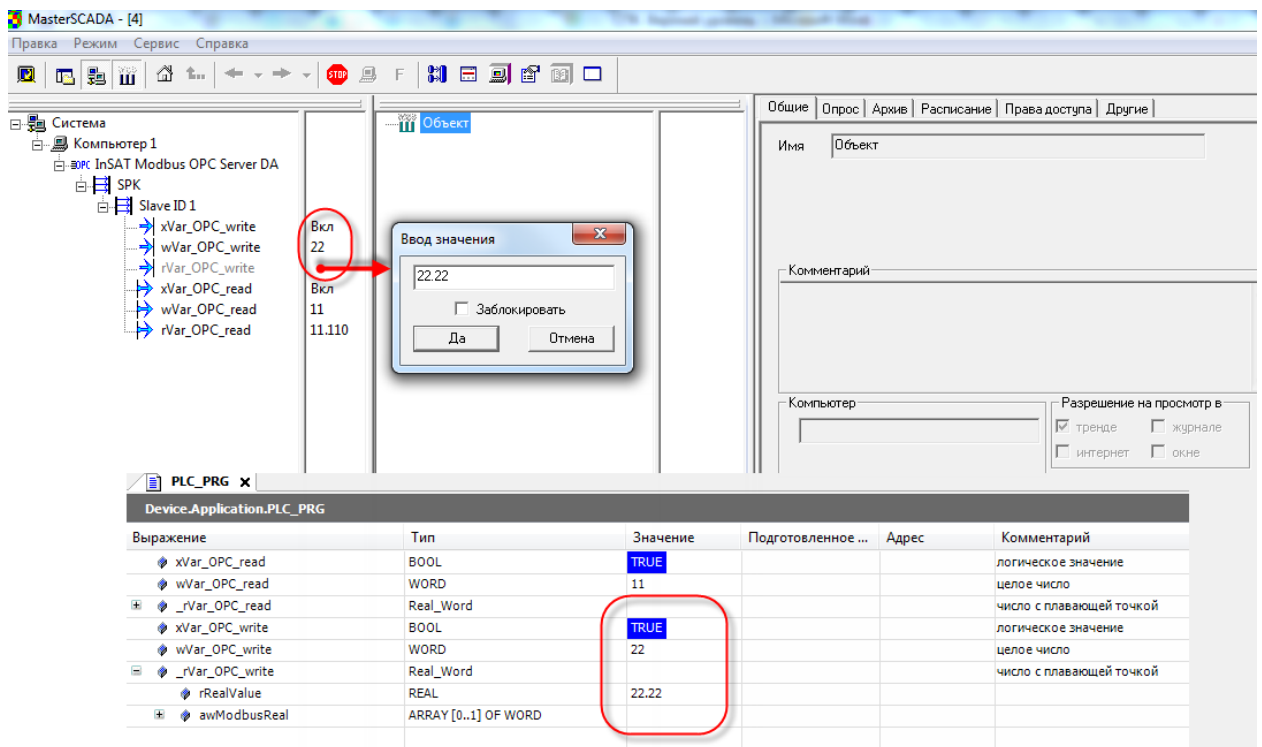 MasterSCADA - [4]
Правка Режим Сервис Справка
STOP F
Система
Компьютер 1
OPC InSAT Modbus OPC Server DA
SPK
Slave ID 1
xVar_OPC_write Вкл
wVar_OPC_write 22
rVar_OPC_write
xVar_OPC_read Вкл
wVar_OPC_read 11
rVar_OPC_read 11.110
Объект
Ввод значения
22.22
Заблокировать
Да Отмена
Общие Опрос Архив Расписание Права доступа Другие
Имя Объект
Комментарий
Компьютер
Разрешение на просмотр в
тренде журнале
интернет окне
PLC_PRG X
Device.Application.PLC_PRG
Выражение Тип Значение Подготовленное ... Адрес Комментарий
xVar_OPC_read BOOL TRUE логическое значение
wVar_OPC_read WORD 11 целое число
_rVar_OPC_read Real_Word число с плавающей точкой
xVar_OPC_write BOOL TRUE логическое значение
wVar_OPC_write WORD 22 целое число
_rVar_OPC_write Real_Word число с плавающей точкой
rRealValue REAL 22.22
awModbusReal ARRAY [0..1] OF WORD